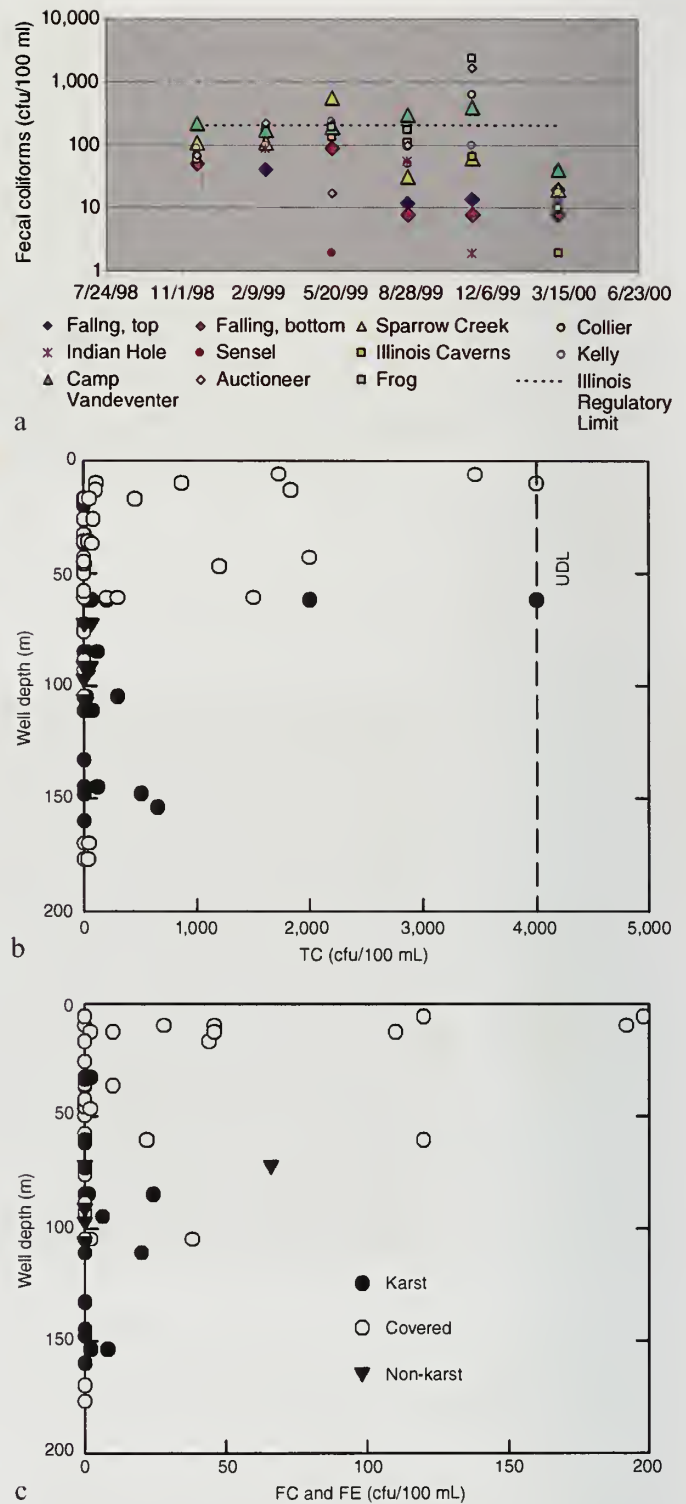 10,000
1,000
100
10
1
Fecal coliforms (cfu/100 ml)
7/24/98 11/1/98 2/9/99 5/20/99 8/28/99 12/6/99 3/15/00 6/23/00
Fallng, top
Falling, bottom
Sparrow Creek
Collier
Indian Hole
Sensel
Illinois Caverns
Kelly
Camp
Vandeventer
Auctioneer
Frog
Illinois
Regulatory
Limit
a
0
50
100
150
200
Well depth (m)
UDL
0 1,000 2,000 3,000 4,000 5,000
TC (cfu/100 mL)
b
0
50
100
150
200
Well depth (m)
Karst
Covered
Non-karst
0 50 100 150 200
FC and FE (cfu/100 mL)
c